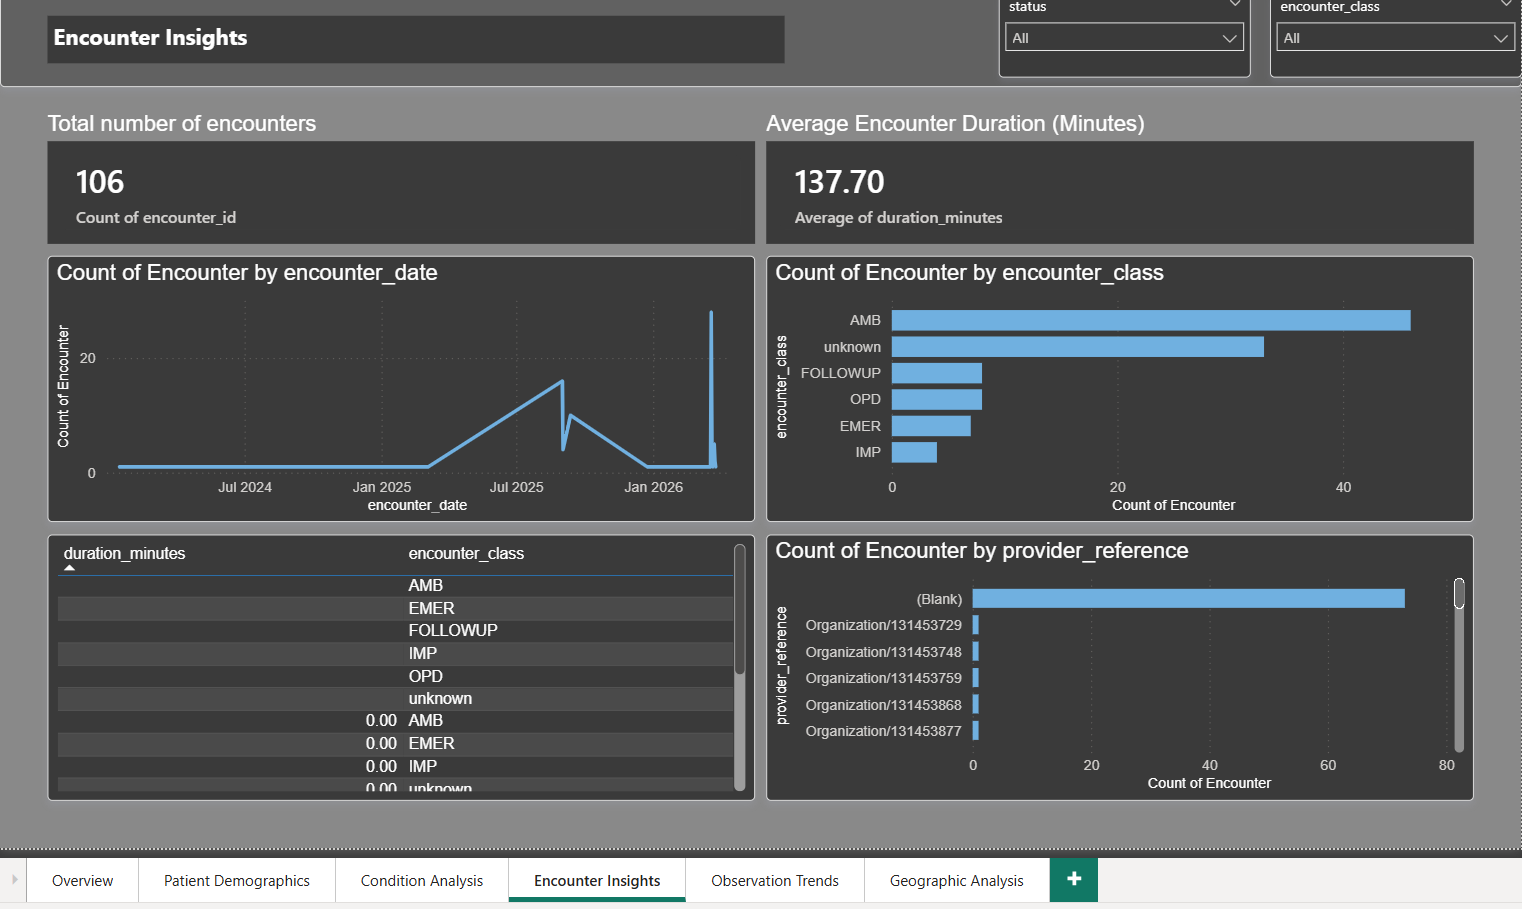 status
encounter_class
Encounter Insights
All
All
Total number of encounters
Average Encounter Duration (Minutes)
106
Count of encounter_id
137.70
Average of duration_minutes
Count of Encounter by encounter_date
Count of Encounter
20
0
Jul 2024
Jan 2025
Jul 2025
Jan 2026
encounter_date
Count of Encounter by encounter_class
encounter_class
AMB
unknown
FOLLOWUP
OPD
EMER
IMP
0
20
40
Count of Encounter
duration_minutes encounter_class
AMB
EMER
FOLLOWUP
IMP
OPD
unknown
0.00 AMB
0.00 EMER
0.00 IMP
0.00 unknown
Count of Encounter by provider_reference
provider_reference
(Blank)
Organization/131453729
Organization/131453748
Organization/131453759
Organization/131453868
Organization/131453877
0
20
40
60
80
Count of Encounter
Overview
Patient Demographics
Condition Analysis
Encounter Insights
Observation Trends
Geographic Analysis
+